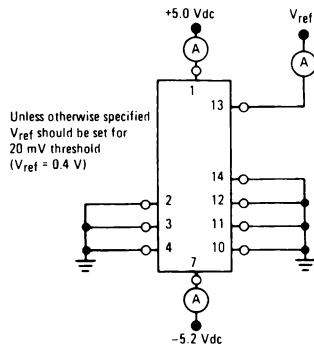 +5.0 Vdc
V_ref
A
A
1
13
Unless otherwise specified
V_ref should be set for
20 mV threshold
(V_ref = 0.4 V)
14
2
12
3
11
4
10
7
A
−5.2 Vdc